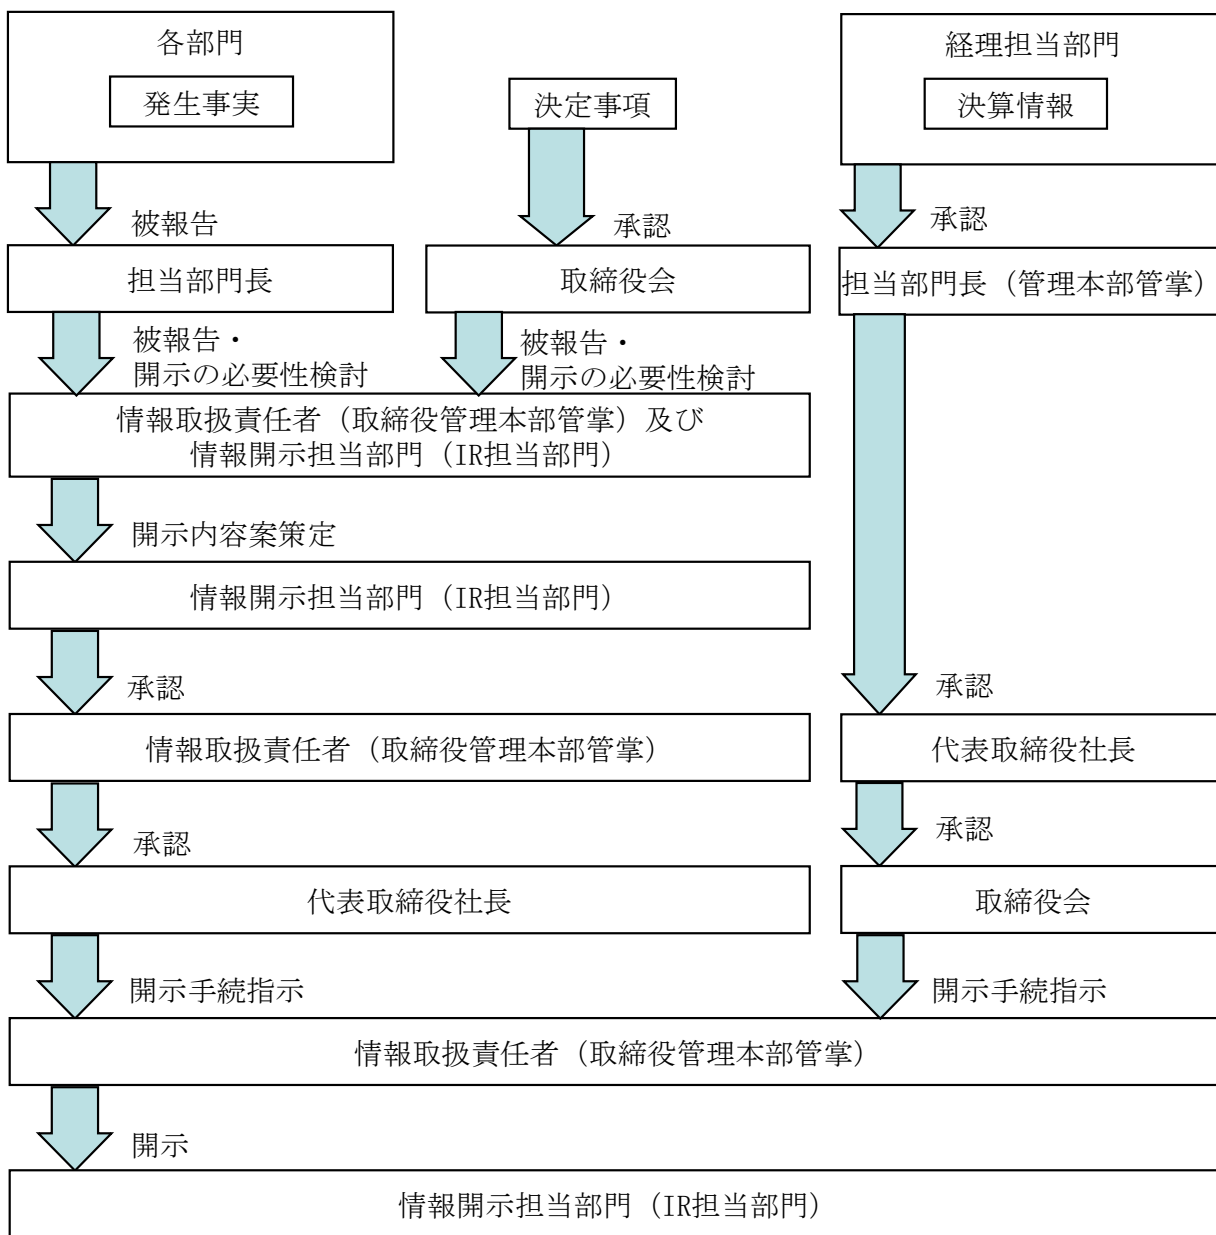 各部門
発生事実
決定事項
経理担当部門
決算情報
被報告
承認
承認
担当部門長
取締役会
担当部門長（管理本部管掌）
被報告・
開示の必要性検討
被報告・
開示の必要性検討
情報取扱責任者（取締役管理本部管掌）及び
情報開示担当部門（IR担当部門）
開示内容案策定
情報開示担当部門（IR担当部門）
承認
承認
情報取扱責任者（取締役管理本部管掌）
代表取締役社長
承認
承認
代表取締役社長
取締役会
開示手続指示
開示手続指示
情報取扱責任者（取締役管理本部管掌）
開示
情報開示担当部門（IR担当部門）